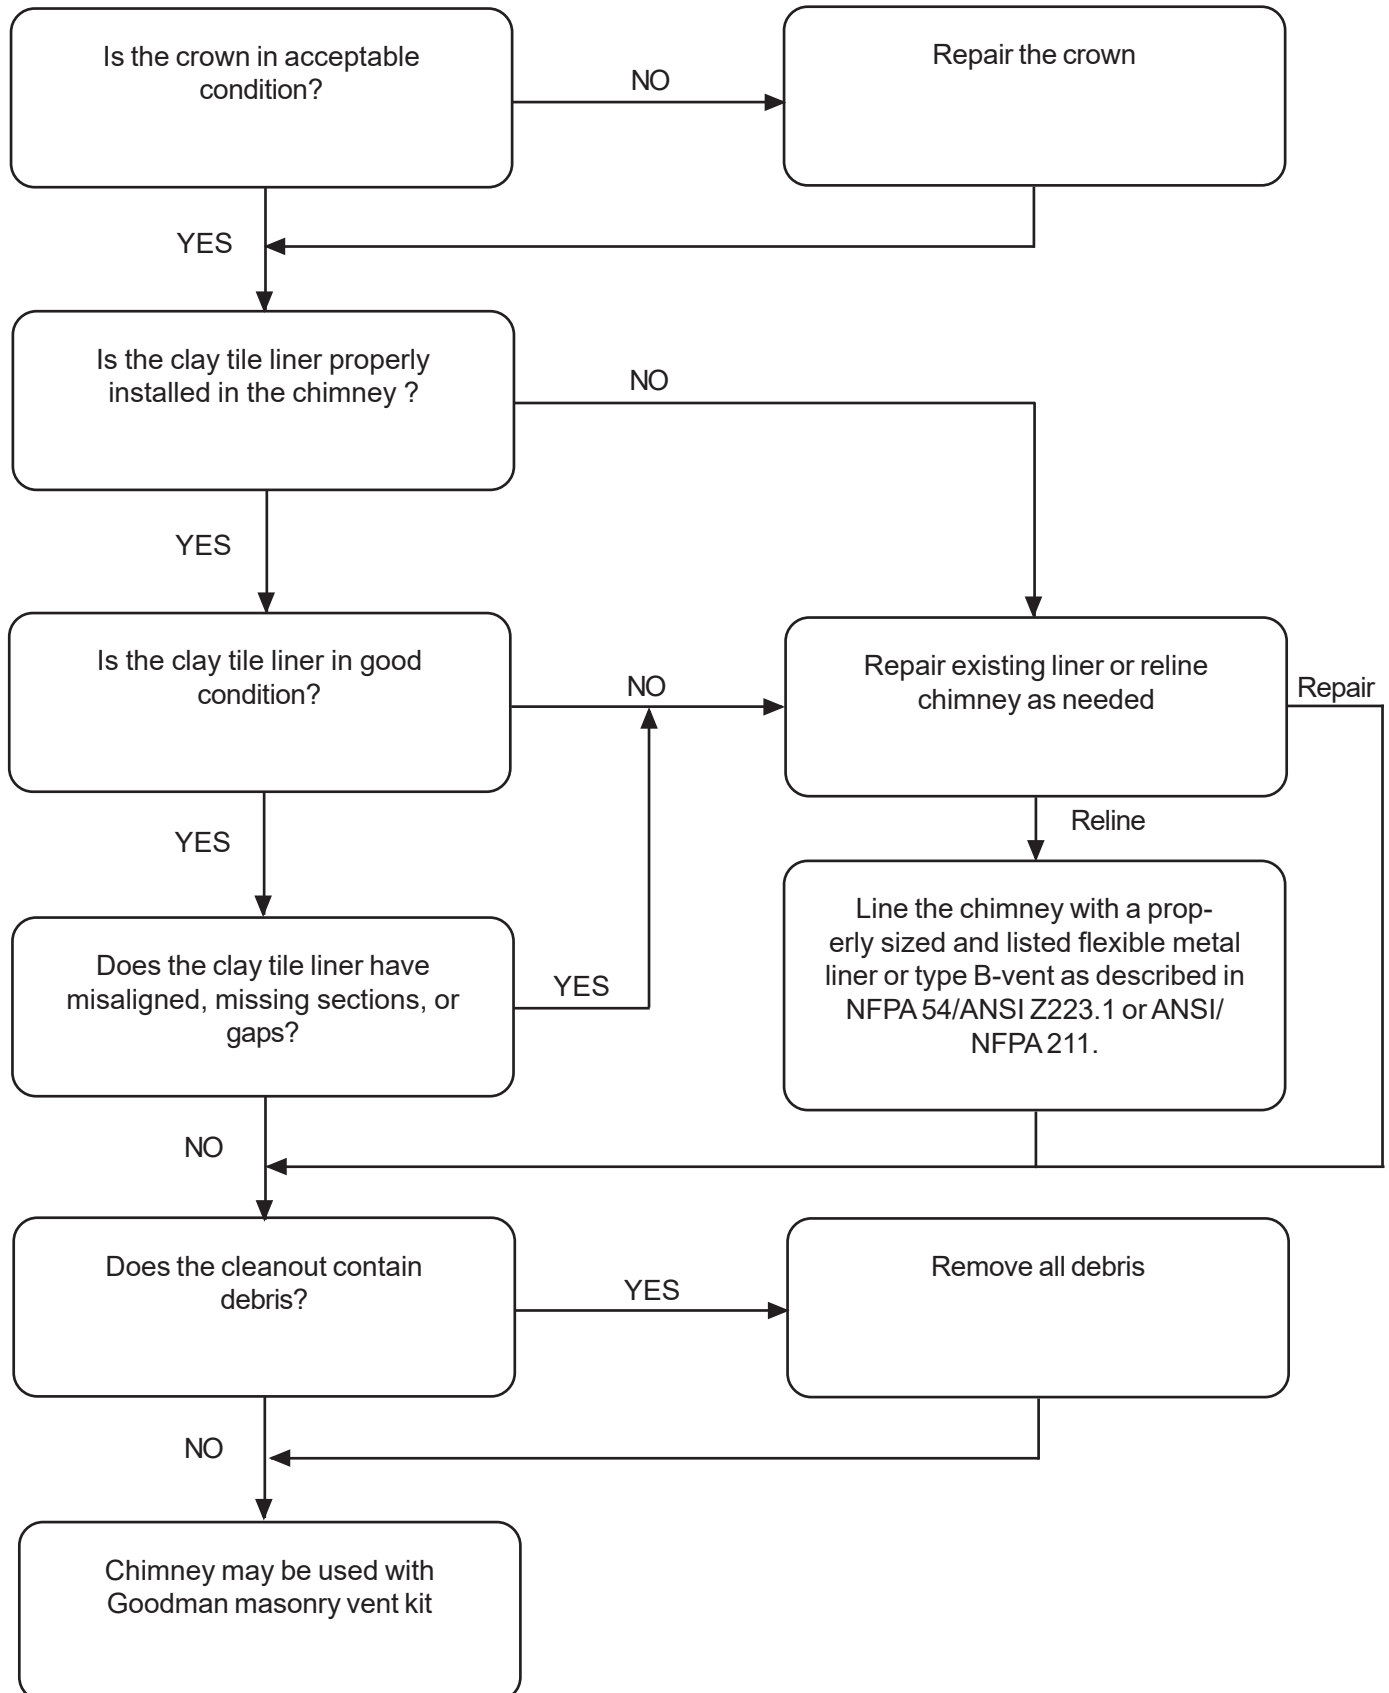 Is the crown in acceptable
condition?
NO
Repair the crown
YES
Is the clay tile liner properly
installed in the chimney ?
NO
YES
Is the clay tile liner in good
condition?
NO
Repair existing liner or reline
chimney as needed
Repair
YES
Reline
Does the clay tile liner have
misaligned, missing sections, or
gaps?
YES
Line the chimney with a prop-
erly sized and listed flexible metal
liner or type B-vent as described in
NFPA 54/ANSI Z223.1 or ANSI/
NFPA 211.
NO
Does the cleanout contain
debris?
YES
Remove all debris
NO
Chimney may be used with
Goodman masonry vent kit